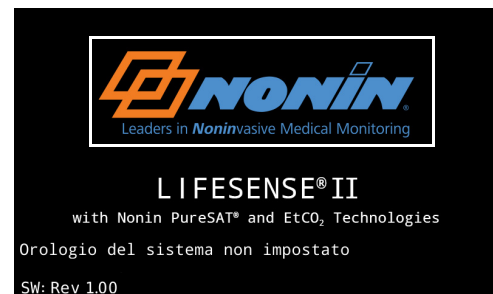 NONIN®
Leaders in Noninvasive Medical Monitoring
LIFESENSE® II
with Nonin PureSAT® and EtCO₂ Technologies
Orologio del sistema non impostato
SW: Rev 1.00